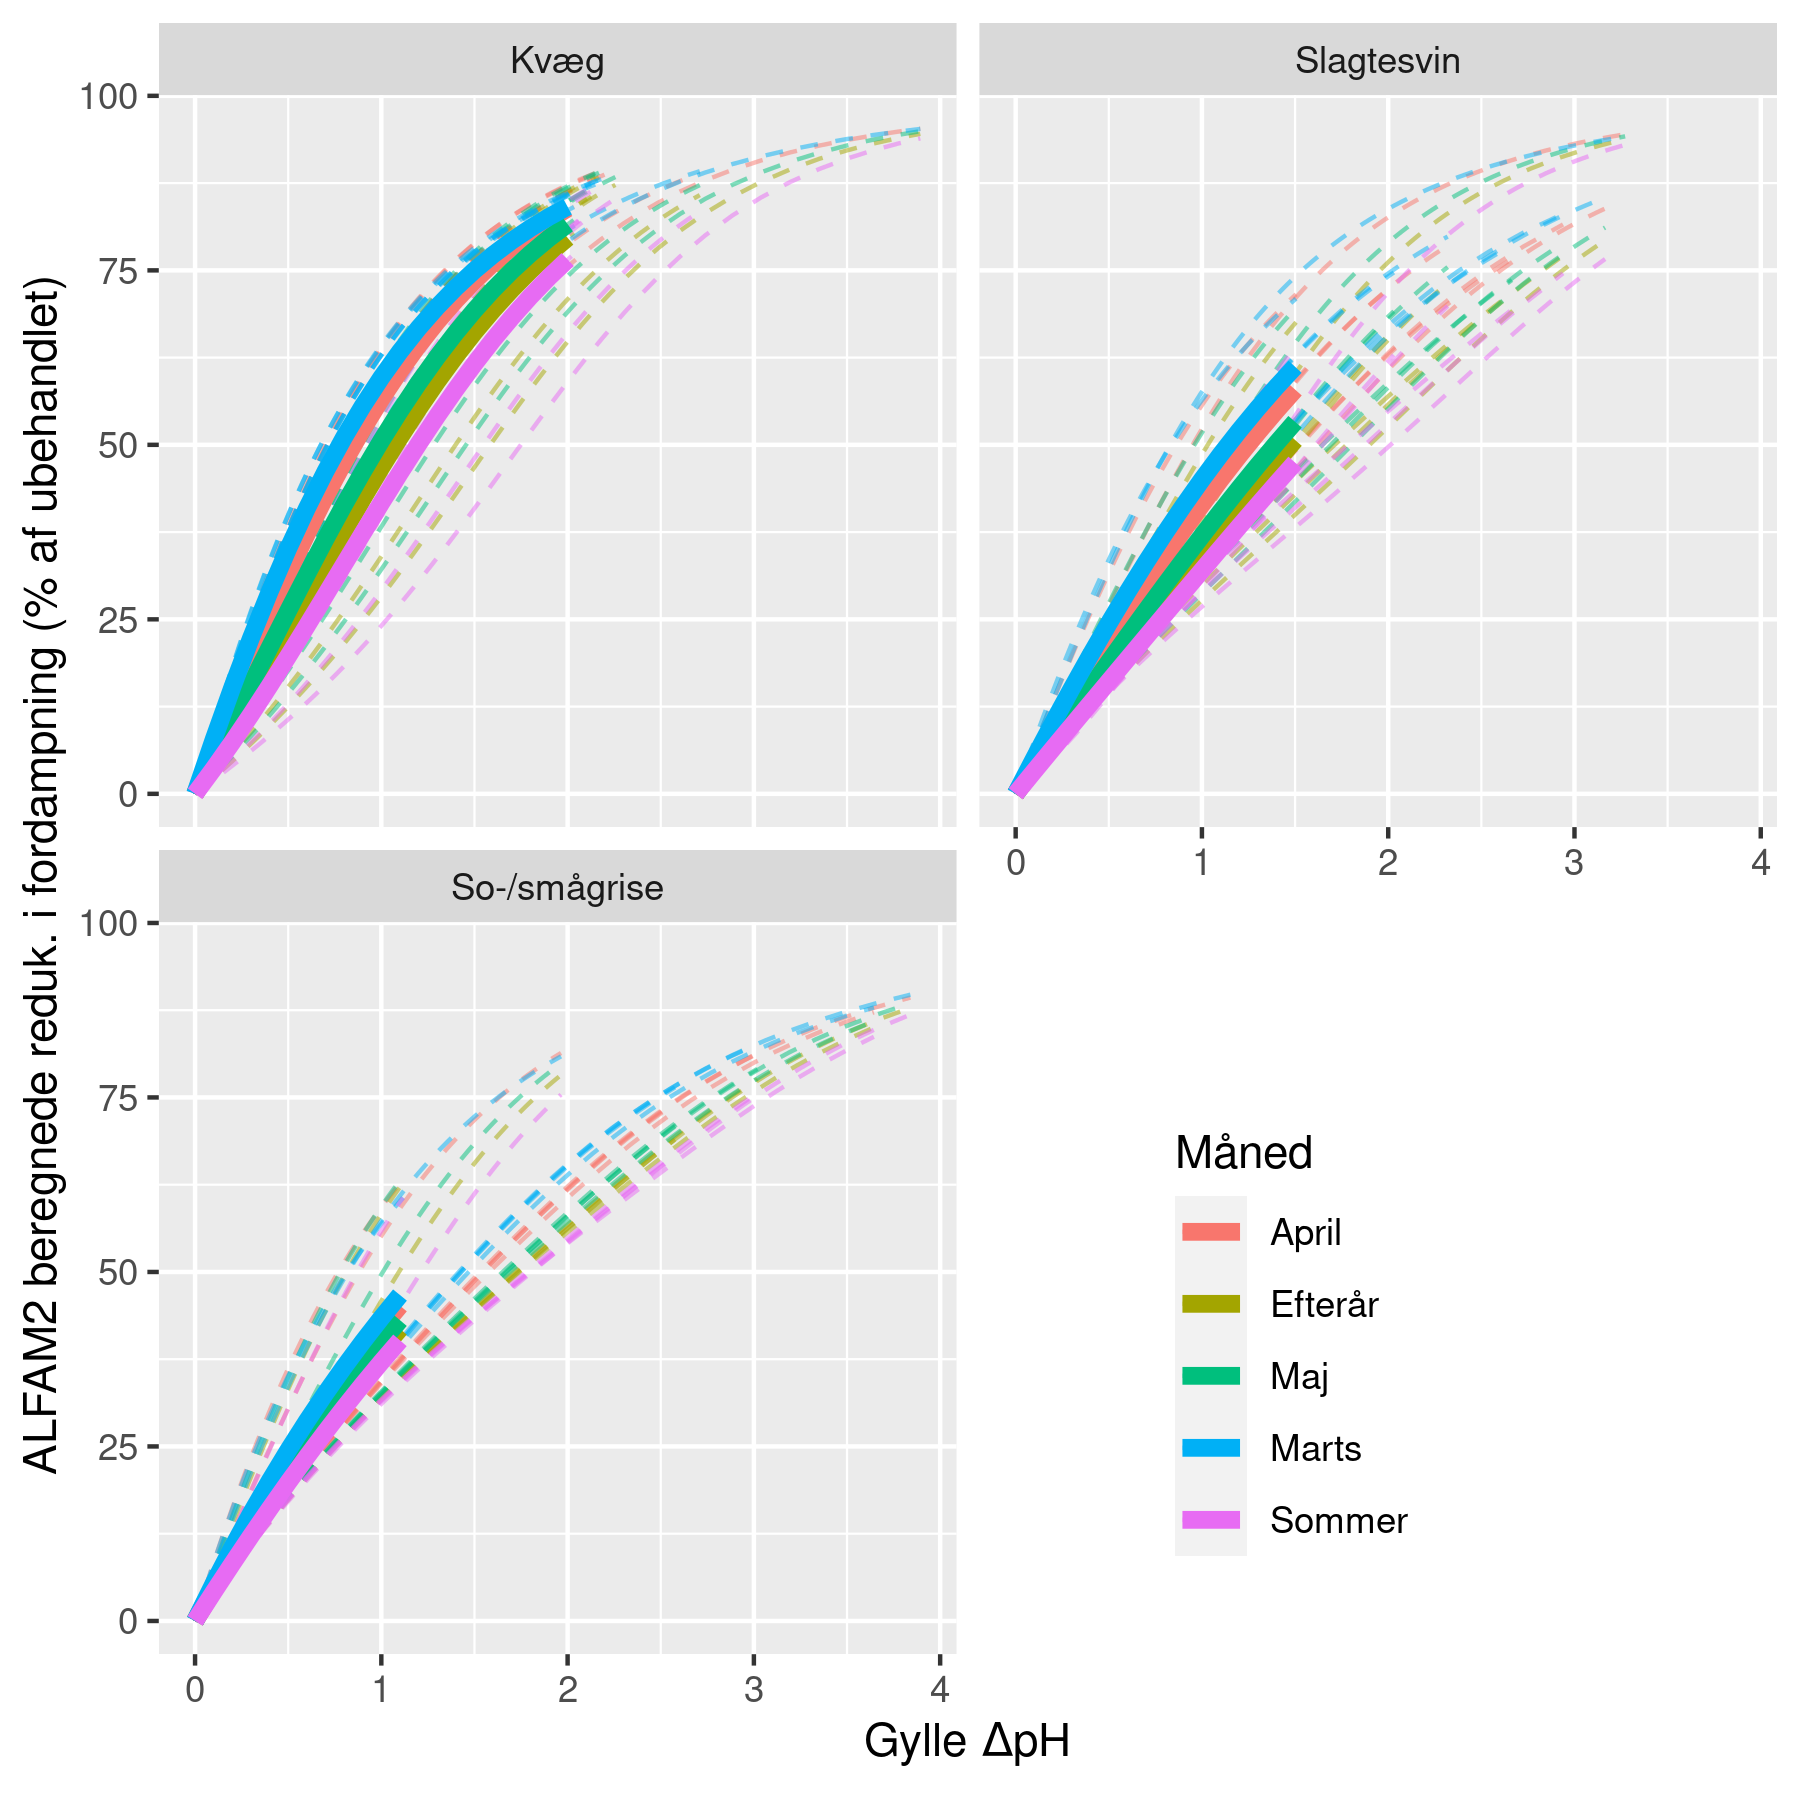 Kvæg
Slagtesvin
100
75
50
25
0
0 1 2 3 4
So-/smågrise
100
75
50
25
0
0 1 2 3 4
ALFAM2 beregnede reduk. i fordampning (% af ubehandlet)
Gylle ΔpH
Måned
April
Efterår
Maj
Marts
Sommer